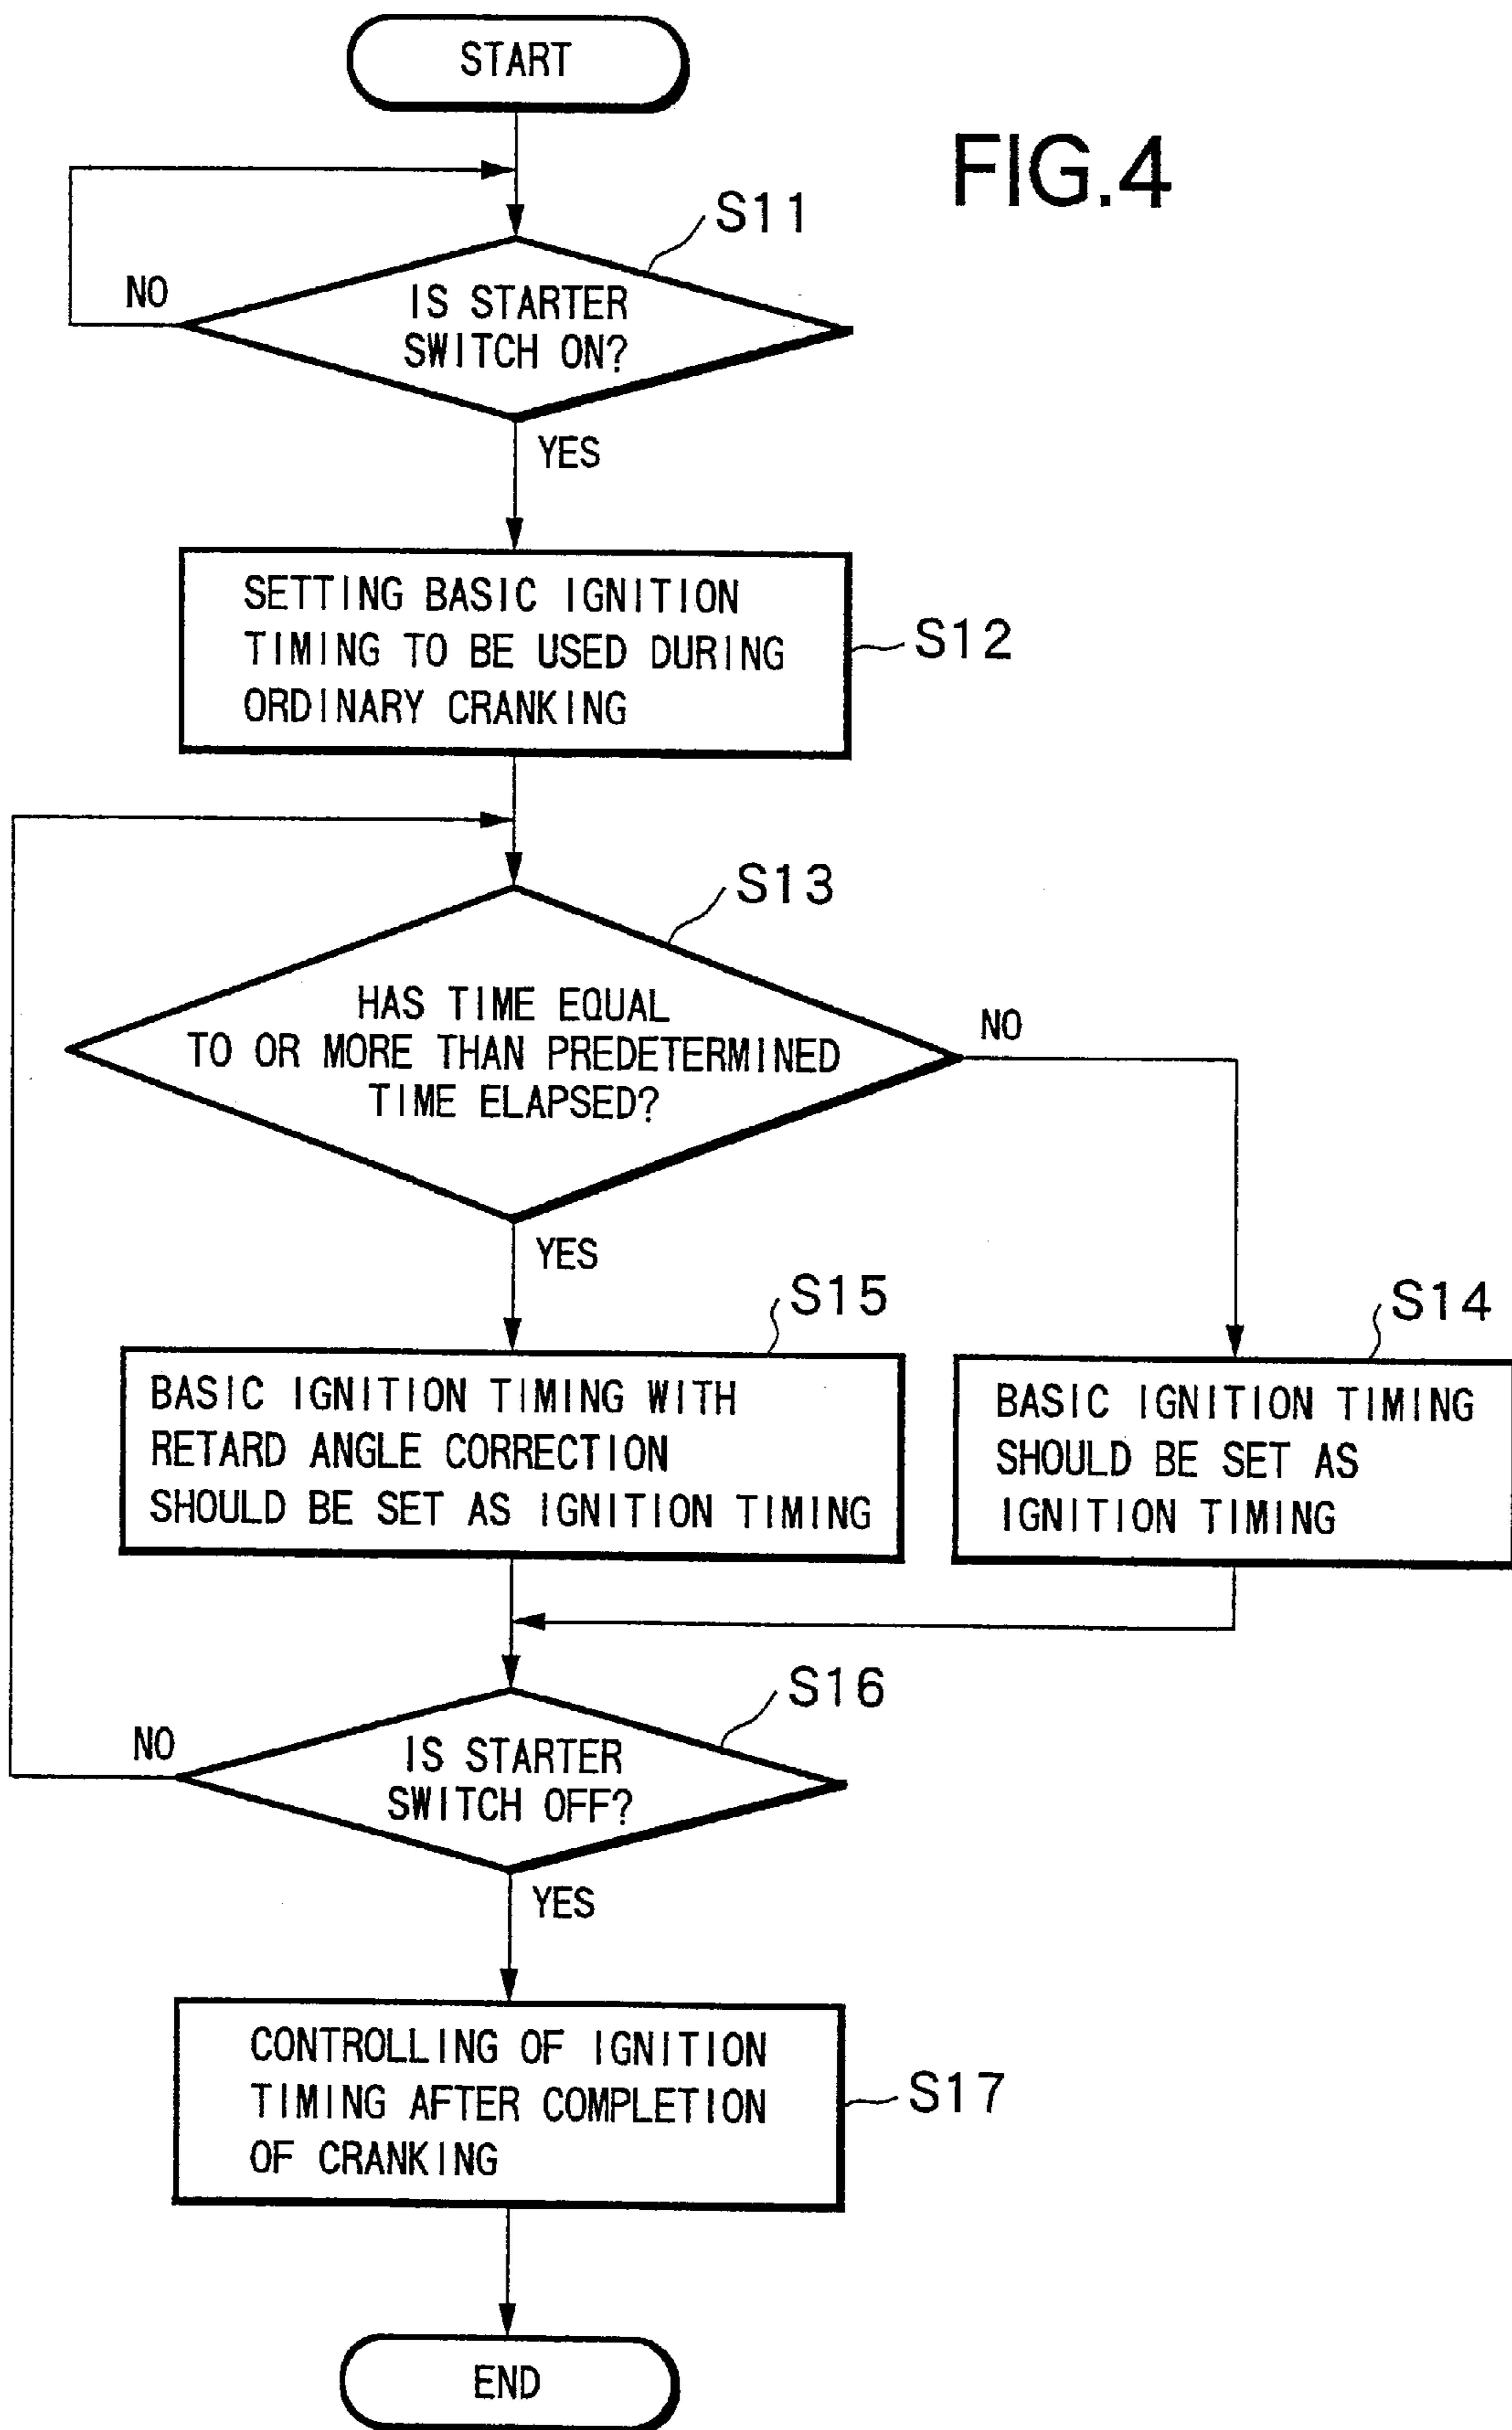 START
FIG.4
S11
NO
IS STARTER
SWITCH ON?
YES
SETTING BASIC IGNITION
TIMING TO BE USED DURING
ORDINARY CRANKING
S12
S13
HAS TIME EQUAL
TO OR MORE THAN PREDETERMINED
TIME ELAPSED?
NO
YES
S15
S14
BASIC IGNITION TIMING WITH
RETARD ANGLE CORRECTION
SHOULD BE SET AS IGNITION TIMING
BASIC IGNITION TIMING
SHOULD BE SET AS
IGNITION TIMING
S16
NO
IS STARTER
SWITCH OFF?
YES
CONTROLLING OF IGNITION
TIMING AFTER COMPLETION
OF CRANKING
S17
END